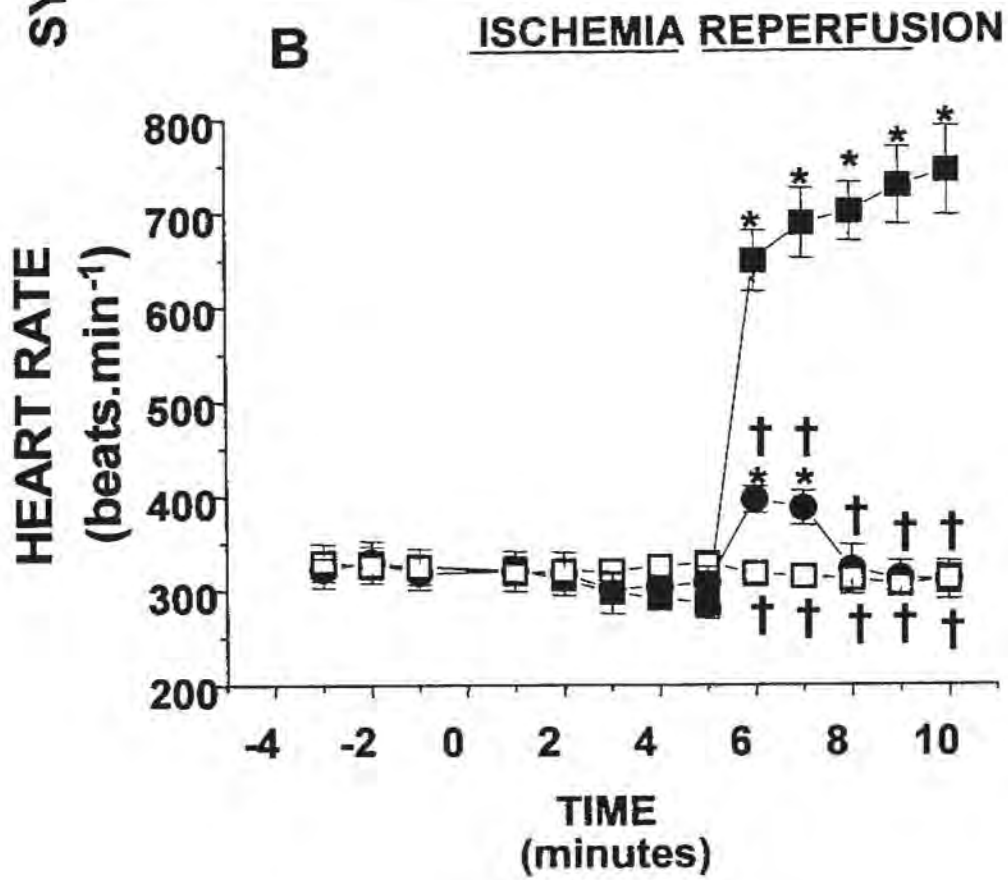 SY
B
ISCHEMIA REPERFUSION
HEART RATE
(beats.min-1)
800
700
600
500
400
300
200
* * * * *
† †
* *
† † †
† † † † †
-4 -2 0 2 4 6 8 10
TIME
(minutes)